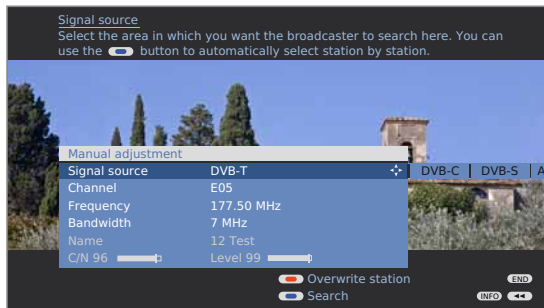 Signal source
Select the area in which you want the broadcaster to search here. You can
use the button to automatically select station by station.
Manual adjustment
Signal source DVB-T DVB-C DVB-S A
Channel E05
Frequency 177.50 MHz
Bandwidth 7 MHz
Name 12 Test
C/N 96 Level 99
Overwrite station END
Search INFO